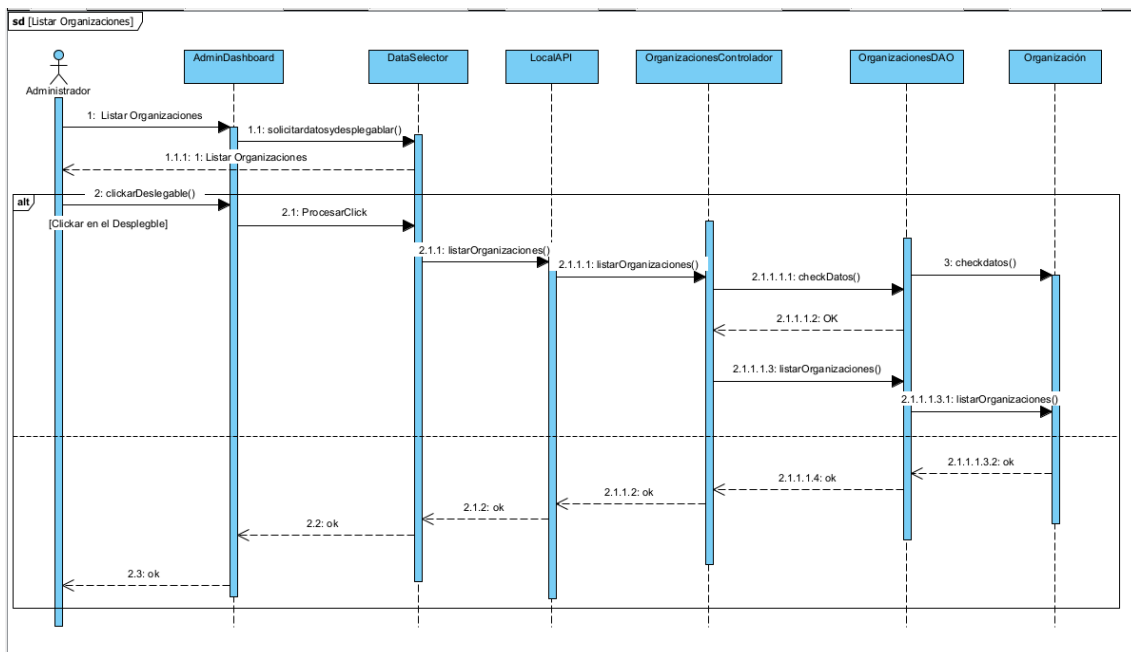 sd [Listar Organizaciones]
AdminDashboard
DataSelector
LocalAPI
OrganizacionesControlador
OrganizacionesDAO
Organización
Administrador
1: Listar Organizaciones
1.1: solicitardatosydesplegablar()
1.1.1: 1: Listar Organizaciones
alt
2: clickarDeslegable()
[Clickar en el Desplegble]
2.1: ProcesarClick
2.1.1: listarOrganizaciones()
2.1.1.1: listarOrganizaciones()
3: checkdatos()
2.1.1.1.1: checkDatos()
2.1.1.1.2: OK
2.1.1.1.3: listarOrganizaciones()
2.1.1.1.3.1: listarOrganizaciones()
2.1.1.1.3.2: ok
2.1.1.1.4: ok
2.1.1.2: ok
2.1.2: ok
2.2: ok
2.3: ok